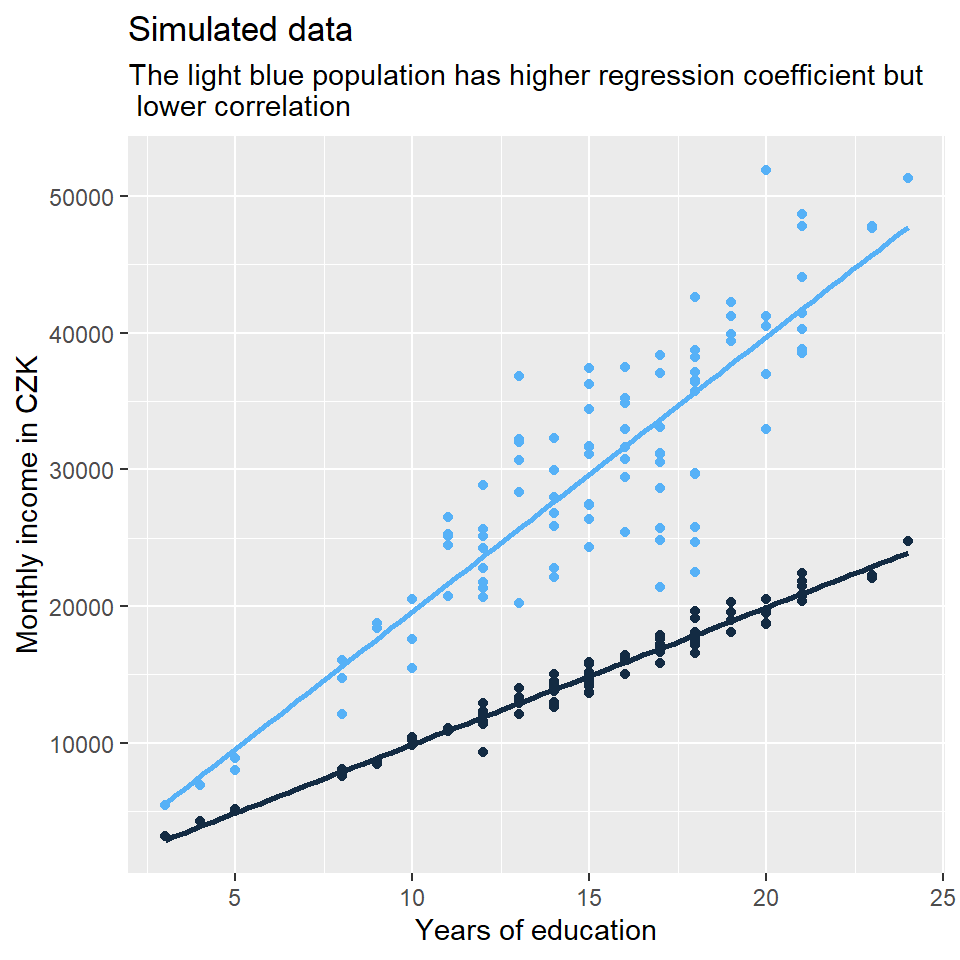 Simulated data
The light blue population has higher regression coefficient but
lower correlation
50000
40000
30000
20000
10000
Monthly income in CZK
5 10 15 20 25
Years of education